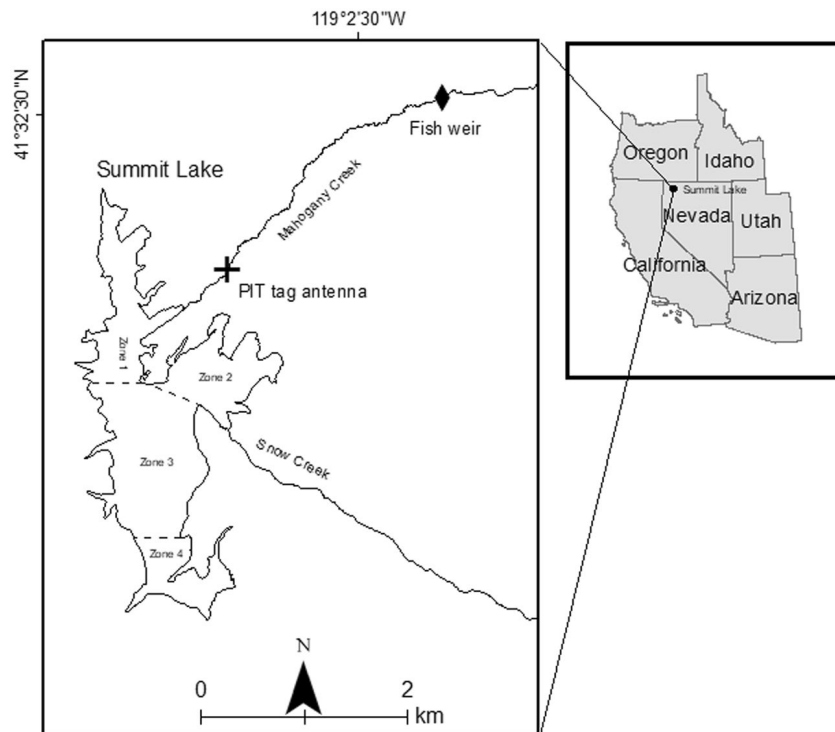 119°2'30"W
41°32'30"N
Fish weir
Mahogany Creek
Summit Lake
PIT tag antenna
Zone 1
Zone 2
Zone 3
Snow Creek
Zone 4
N
0 2
km
Oregon
Idaho
Summit Lake
Nevada
Utah
California
Arizona